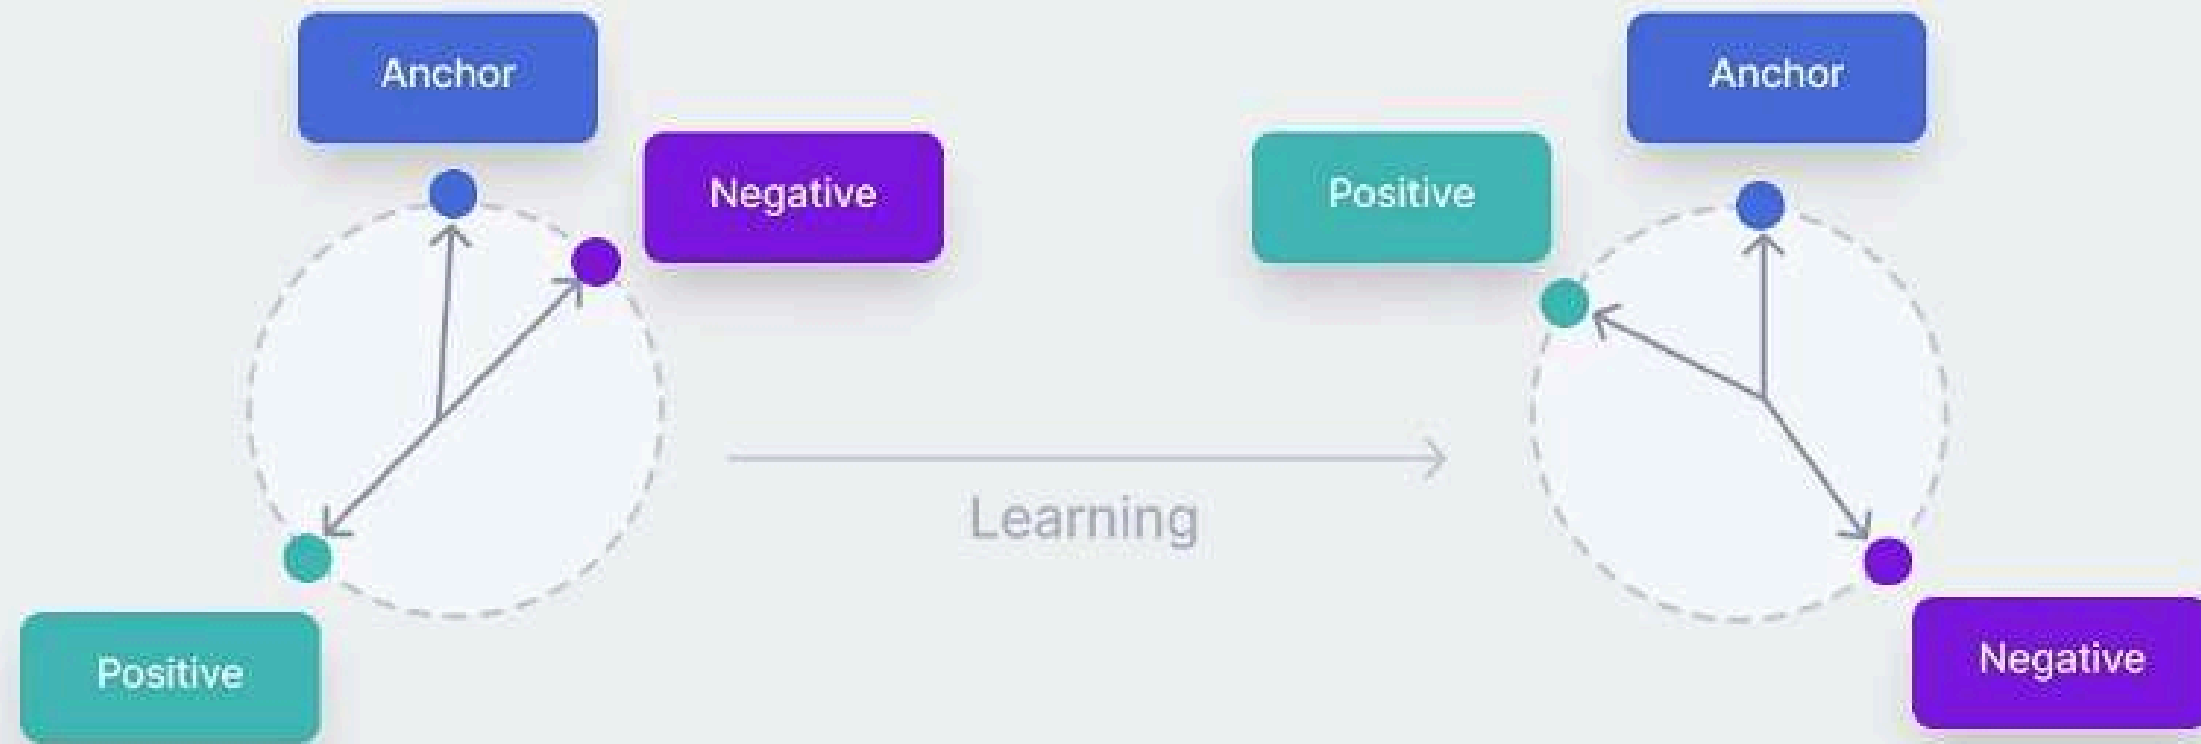 Anchor
Negative
Positive
Learning
Anchor
Positive
Negative